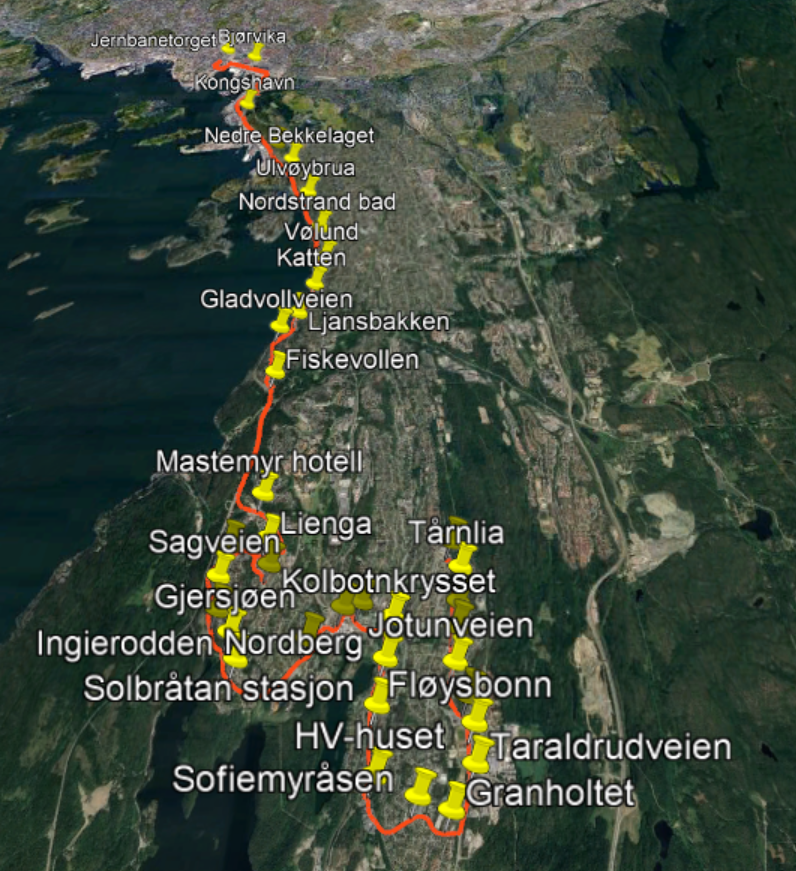 Jernbanetorget
Bjørvika
Kongshavn
Nedre Bekkelaget
Ulvøybrua
Nordstrand bad
Vølund
Katten
Gladvollveien
Ljansbakken
Fiskevollen
Mastemyr hotell
Lienga
Tårnlia
Sagveien
Kolbotnkrysset
Gjersjøen
Jotunveien
Ingierodden
Nordberg
Solbråtan stasjon
Fløysbonn
HV-huset
Taraldrudveien
Sofiemyråsen
Granholtet